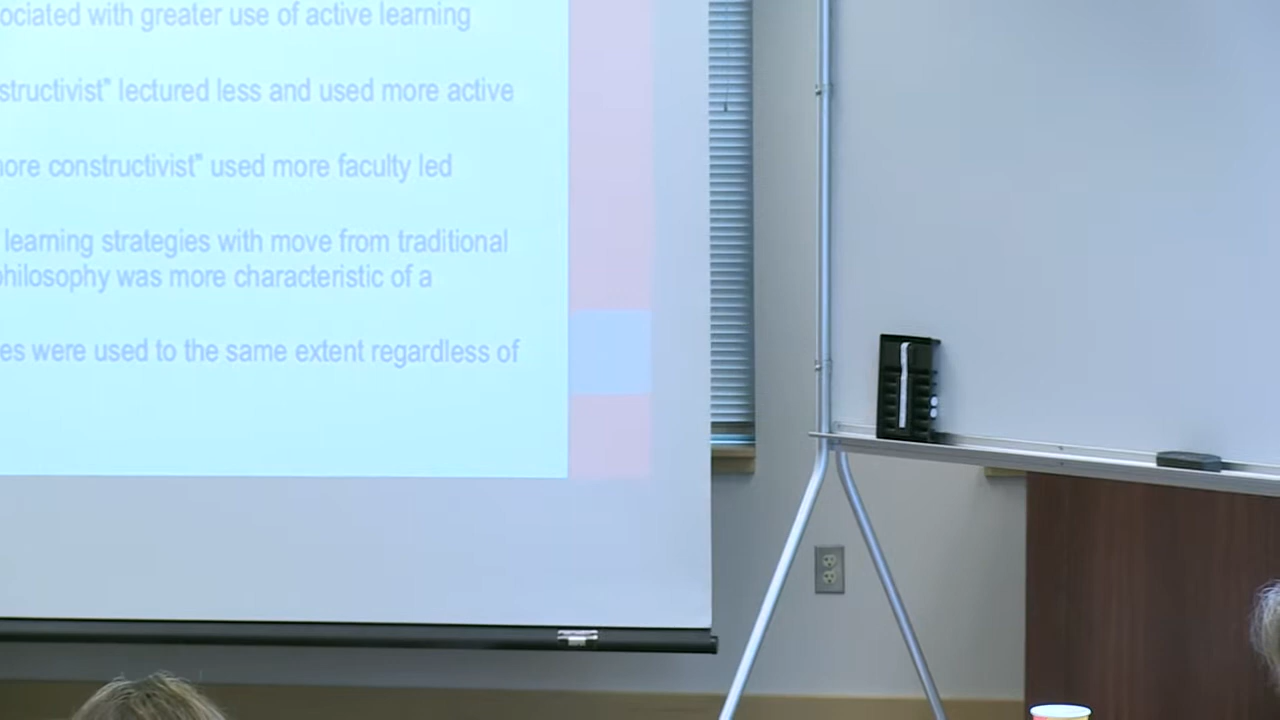 ociated with greater use of active learning
structivist" lectured less and used more active
ore constructivist" used more faculty led
learning strategies with move from traditional
philosophy was more characteristic of a
es were used to the same extent regardless of